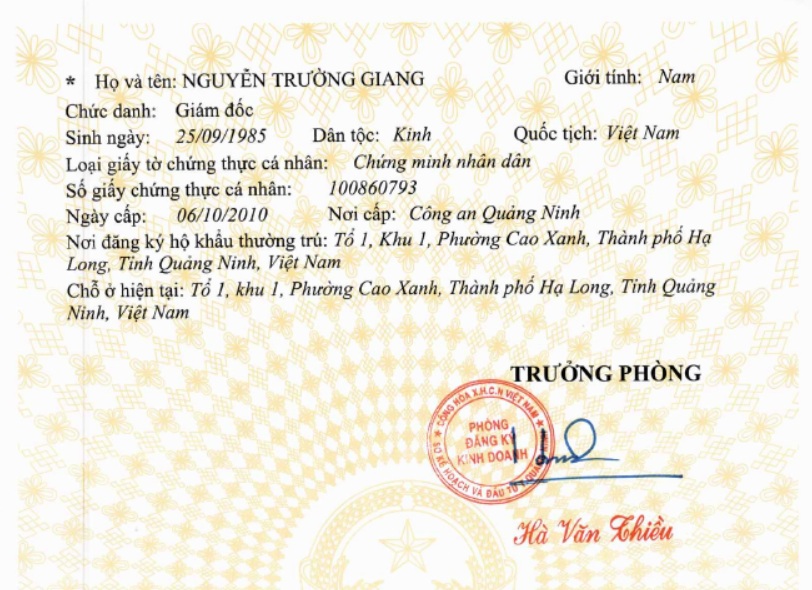 * Họ và tên: NGUYỄN TRƯỜNG GIANG Giới tính: Nam
Chức danh: Giám đốc
Sinh ngày: 25/09/1985 Dân tộc: Kinh Quốc tịch: Việt Nam
Loại giấy tờ chứng thực cá nhân: Chứng minh nhân dân
Số giấy chứng thực cá nhân: 100860793
Ngày cấp: 06/10/2010 Nơi cấp: Công an Quảng Ninh
Nơi đăng ký hộ khẩu thường trú: Tổ 1, Khu 1, Phường Cao Xanh, Thành phố Hạ
Long, Tỉnh Quảng Ninh, Việt Nam
Chỗ ở hiện tại: Tổ 1, khu 1, Phường Cao Xanh, Thành phố Hạ Long, Tỉnh Quảng
Ninh, Việt Nam
TRƯỞNG PHÒNG
CỘNG HÒA X.H.C.N VIỆT NAM
PHÒNG
ĐĂNG KÝ
KINH DOANH
SỞ KẾ HOẠCH VÀ ĐẦU TƯ
Hà Văn Thiều